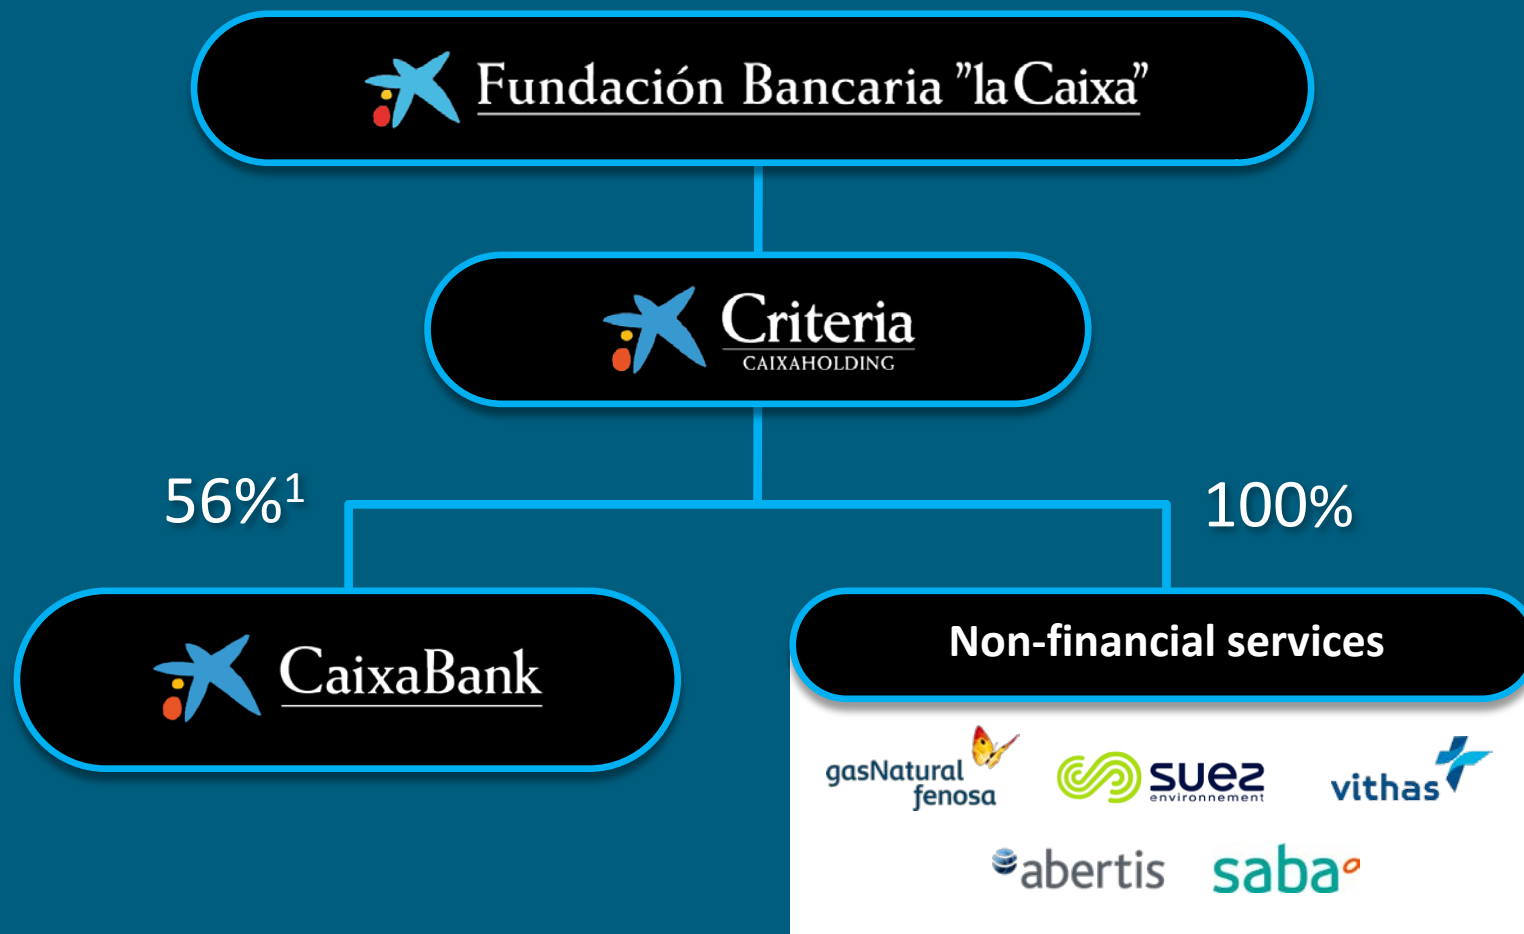 Fundación Bancaria ”la Caixa”
Criteria
CAIXAHOLDING
56%¹
100%
CaixaBank
Non-financial services
gasNatural
fenosa
suez
environnement
vithas
abertis
saba